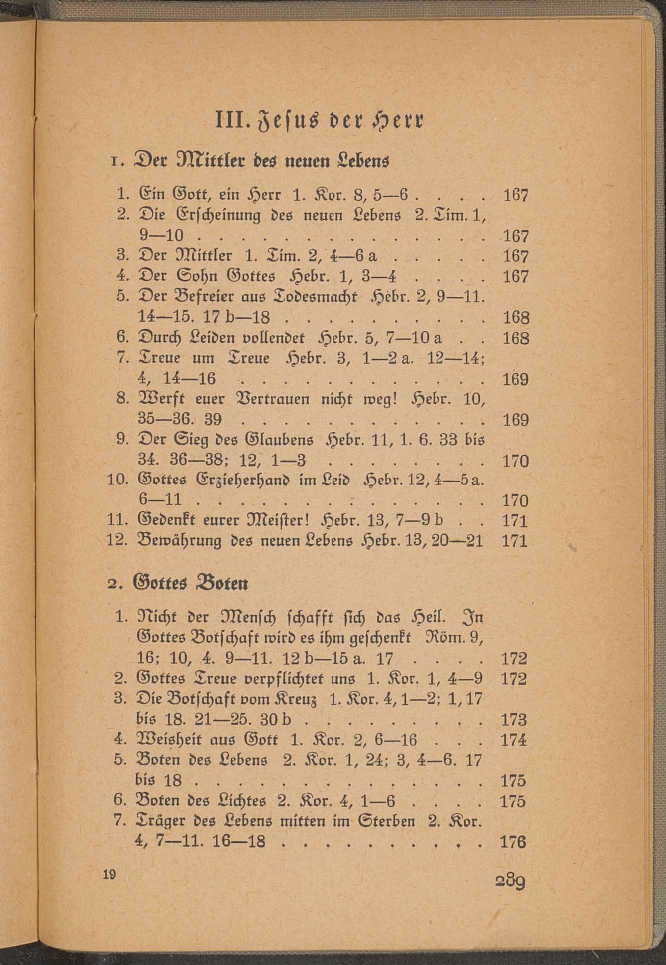 III. Jesus der Herr
1. Der Mittler des neuen Lebens
1. Ein Gott, ein Herr 1. Kor. 8, 5—6 . . . . 167
2. Die Erscheinung des neuen Lebens 2. Tim. 1,
9—10 . . . . . . . . . . . 167
3. Der Mittler 1. Tim. 2, 4—6 a . . . . . 167
4. Der Sohn Gottes Hebr. 1, 3—4 . . . . 167
5. Der Befreier aus Todesmacht Hebr. 2, 9—11.
14—15. 17 b—18 . . . . . . . . 168
6. Durch Leiden vollendet Hebr. 5, 7—10 a . . 168
7. Treue um Treue Hebr. 3, 1—2 a. 12—14;
4, 14—16 . . . . . . . . . . 169
8. Werft euer Vertrauen nicht weg! Hebr. 10,
35—36. 39 . . . . . . . . . . 169
9. Der Sieg des Glaubens Hebr. 11, 1. 6. 33 bis
34. 36—38; 12, 1—3 . . . . . . . 170
10. Gottes Erzieherhand im Leid Hebr. 12, 4—5 a.
6—11 . . . . . . . . . . . 170
11. Gedenkt eurer Meister! Hebr. 13, 7—9 b . . 171
12. Bewährung des neuen Lebens Hebr. 13, 20—21 171
2. Gottes Boten
1. Nicht der Mensch schafft sich das Heil. In
Gottes Botschaft wird es ihm geschenkt Röm. 9,
16; 10, 4. 9—11. 12 b—15 a. 17 . . . . 172
2. Gottes Treue verpflichtet uns 1. Kor. 1, 4—9 172
3. Die Botschaft vom Kreuz 1. Kor. 4, 1—2; 1, 17
bis 18. 21—25. 30 b . . . . . . . . 173
4. Weisheit aus Gott 1. Kor. 2, 6—16 . . . 174
5. Boten des Lebens 2. Kor. 1, 24; 3, 4—6. 17
bis 18 . . . . . . . . . . . 175
6. Boten des Lichtes 2. Kor. 4, 1—6 . . . . 175
7. Träger des Lebens mitten im Sterben 2. Kor.
4, 7—11. 16—18 . . . . . . . . 176
19
289